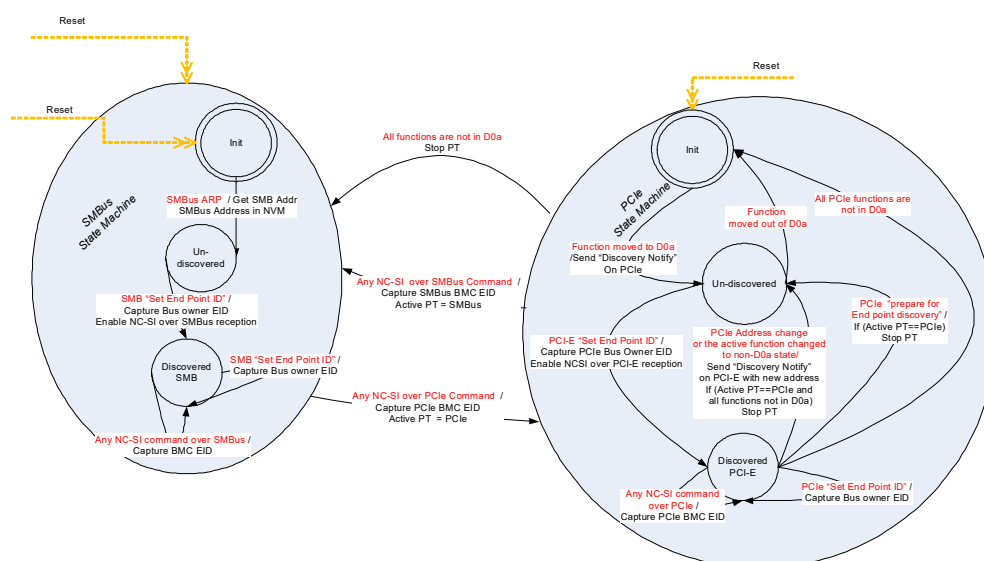 Reset
Reset
Init
SMBus
State Machine
SMBus ARP / Get SMB Addr
SMBus Address in NVM
Un-
discovered
SMB “Set End Point ID” /
Capture Bus owner EID
Enable NC-SI over SMBus reception
Discovered
SMB
SMB “Set End Point ID”/
Capture Bus owner EID
Any NC-SI command over SMBus /
Capture BMC EID
All functions are not in D0a
Stop PT
Any NC-SI over SMBus Command /
Capture SMBus BMC EID
Active PT = SMBus
Any NC-SI over PCIe Command /
Capture PCIe BMC EID
Active PT = PCIe
Reset
Init
PCIe
State Machine
Function moved to D0a
/Send “Discovery Notify”
On PCIe
Function
moved out of D0a
All PCIe functions are
not in D0a
Un-discovered
PCI-E “Set End Point ID” /
Capture PCIe Bus Owner EID
Enable NCSI over PCI-E reception
PCIe Address change
or the active function changed
to non-D0a state/
Send “Discovery Notify”
on PCI-E with new address
If (Active PT==PCIe and
all functions not in D0a)
Stop PT
PCIe “prepare for
End point discovery”/
If (Active PT==PCIe)
Stop PT
Discovered
PCI-E
Any NC-SI command
over PCIe /
Capture PCIe BMC EID
PCIe “Set End Point ID” /
Capture Bus owner EID